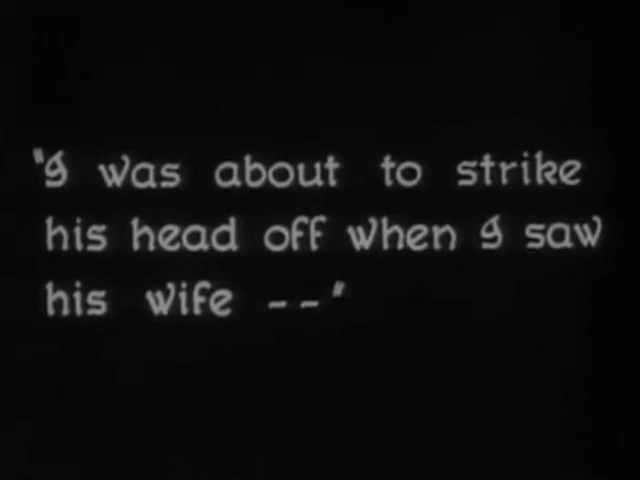 "I was about to strike
his head off when I saw
his wife --"